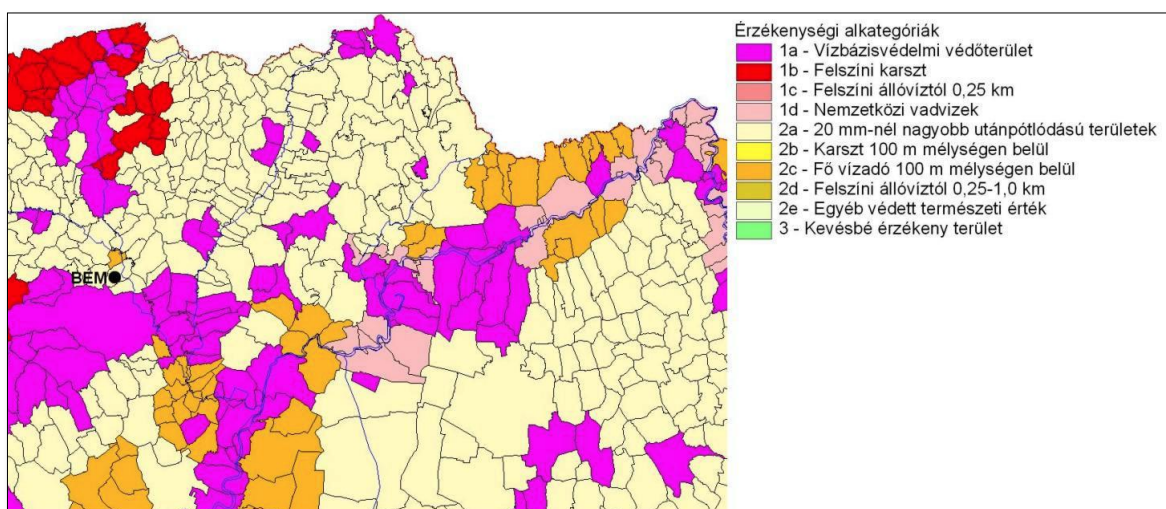 Érzékenységi alkategóriák
1a - Vízbázisvédelmi védőterület
1b - Felszíni karszt
1c - Felszíni állóvíztól 0,25 km
1d - Nemzetközi vadvizek
2a - 20 mm-nél nagyobb utánpótlódású területek
2b - Karszt 100 m mélységen belül
2c - Fő vízadó 100 m mélységen belül
2d - Felszíni állóvíztól 0,25-1,0 km
2e - Egyéb védett természeti érték
3 - Kevésbé érzékeny terület
BEM